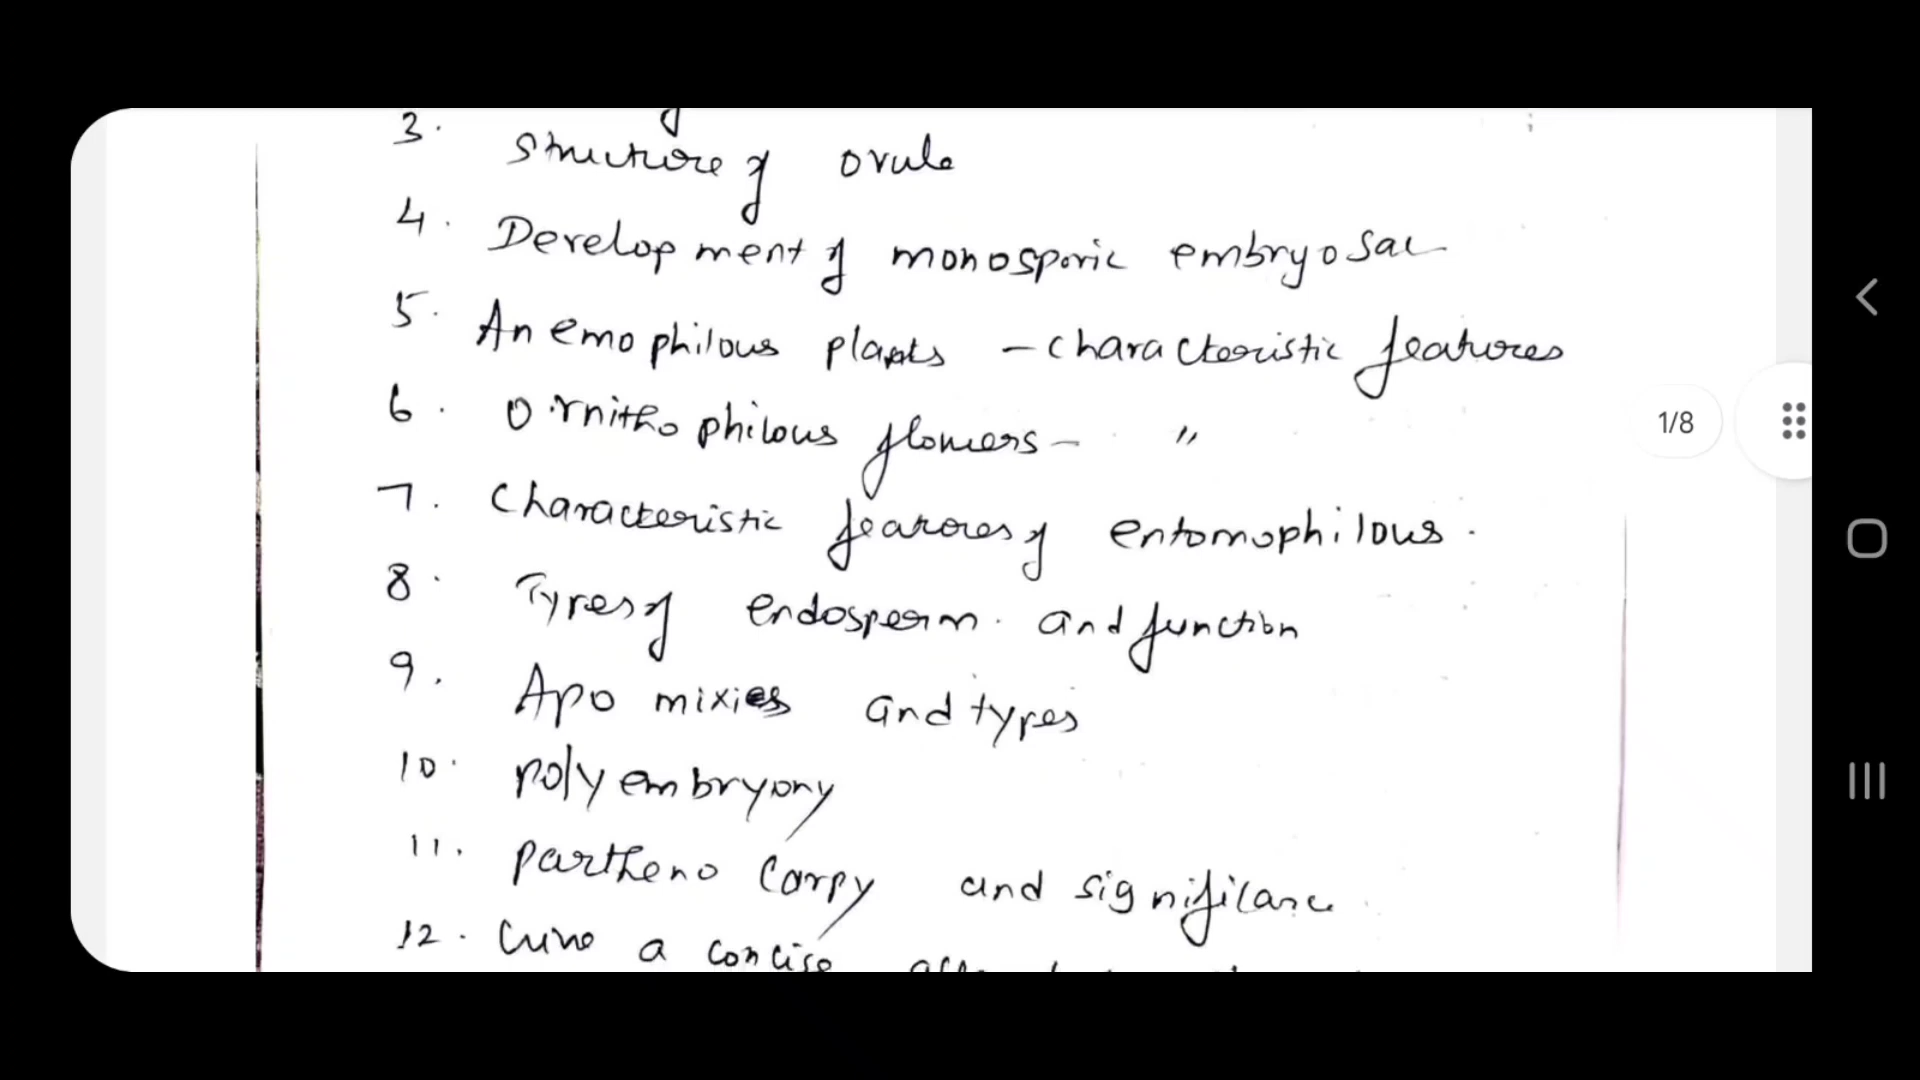 3. structure of ovule
4. Development of monosporic embryosac
5. Anemophilous plants - characteristic features
6. Ornithophilous flowers - "
7. characteristic features of entomophilous.
8. Types of endosperm. and function
9. Apomixies and types
10. polyembryony
11. parthenocarpy and significance
12. Give a concise
1/8